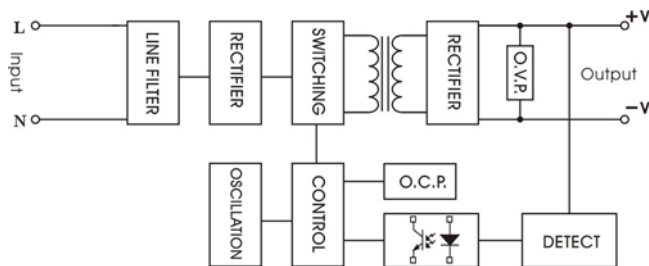 L
Input
N
LINE FILTER
RECTIFIER
SWITCHING
RECTIFIER
O.V.P.
+V
Output
-V
OSCILLATION
CONTROL
O.C.P.
DETECT